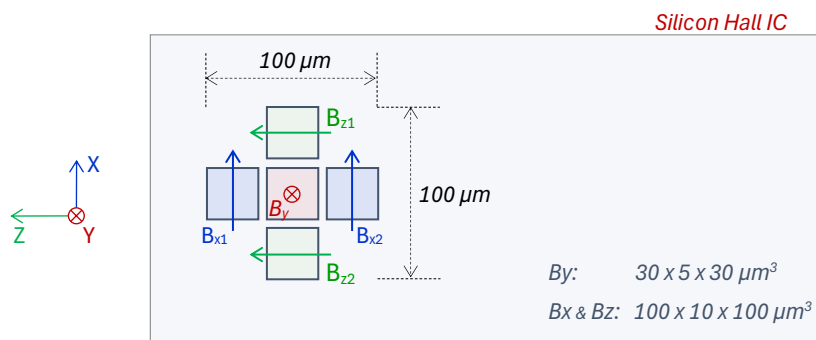 Silicon Hall IC
100 µm
Bz1
X
100 µm
By
Z
Y
Bx1
Bx2
Bz2
By: 30 x 5 x 30 µm³
Bx & Bz: 100 x 10 x 100 µm³